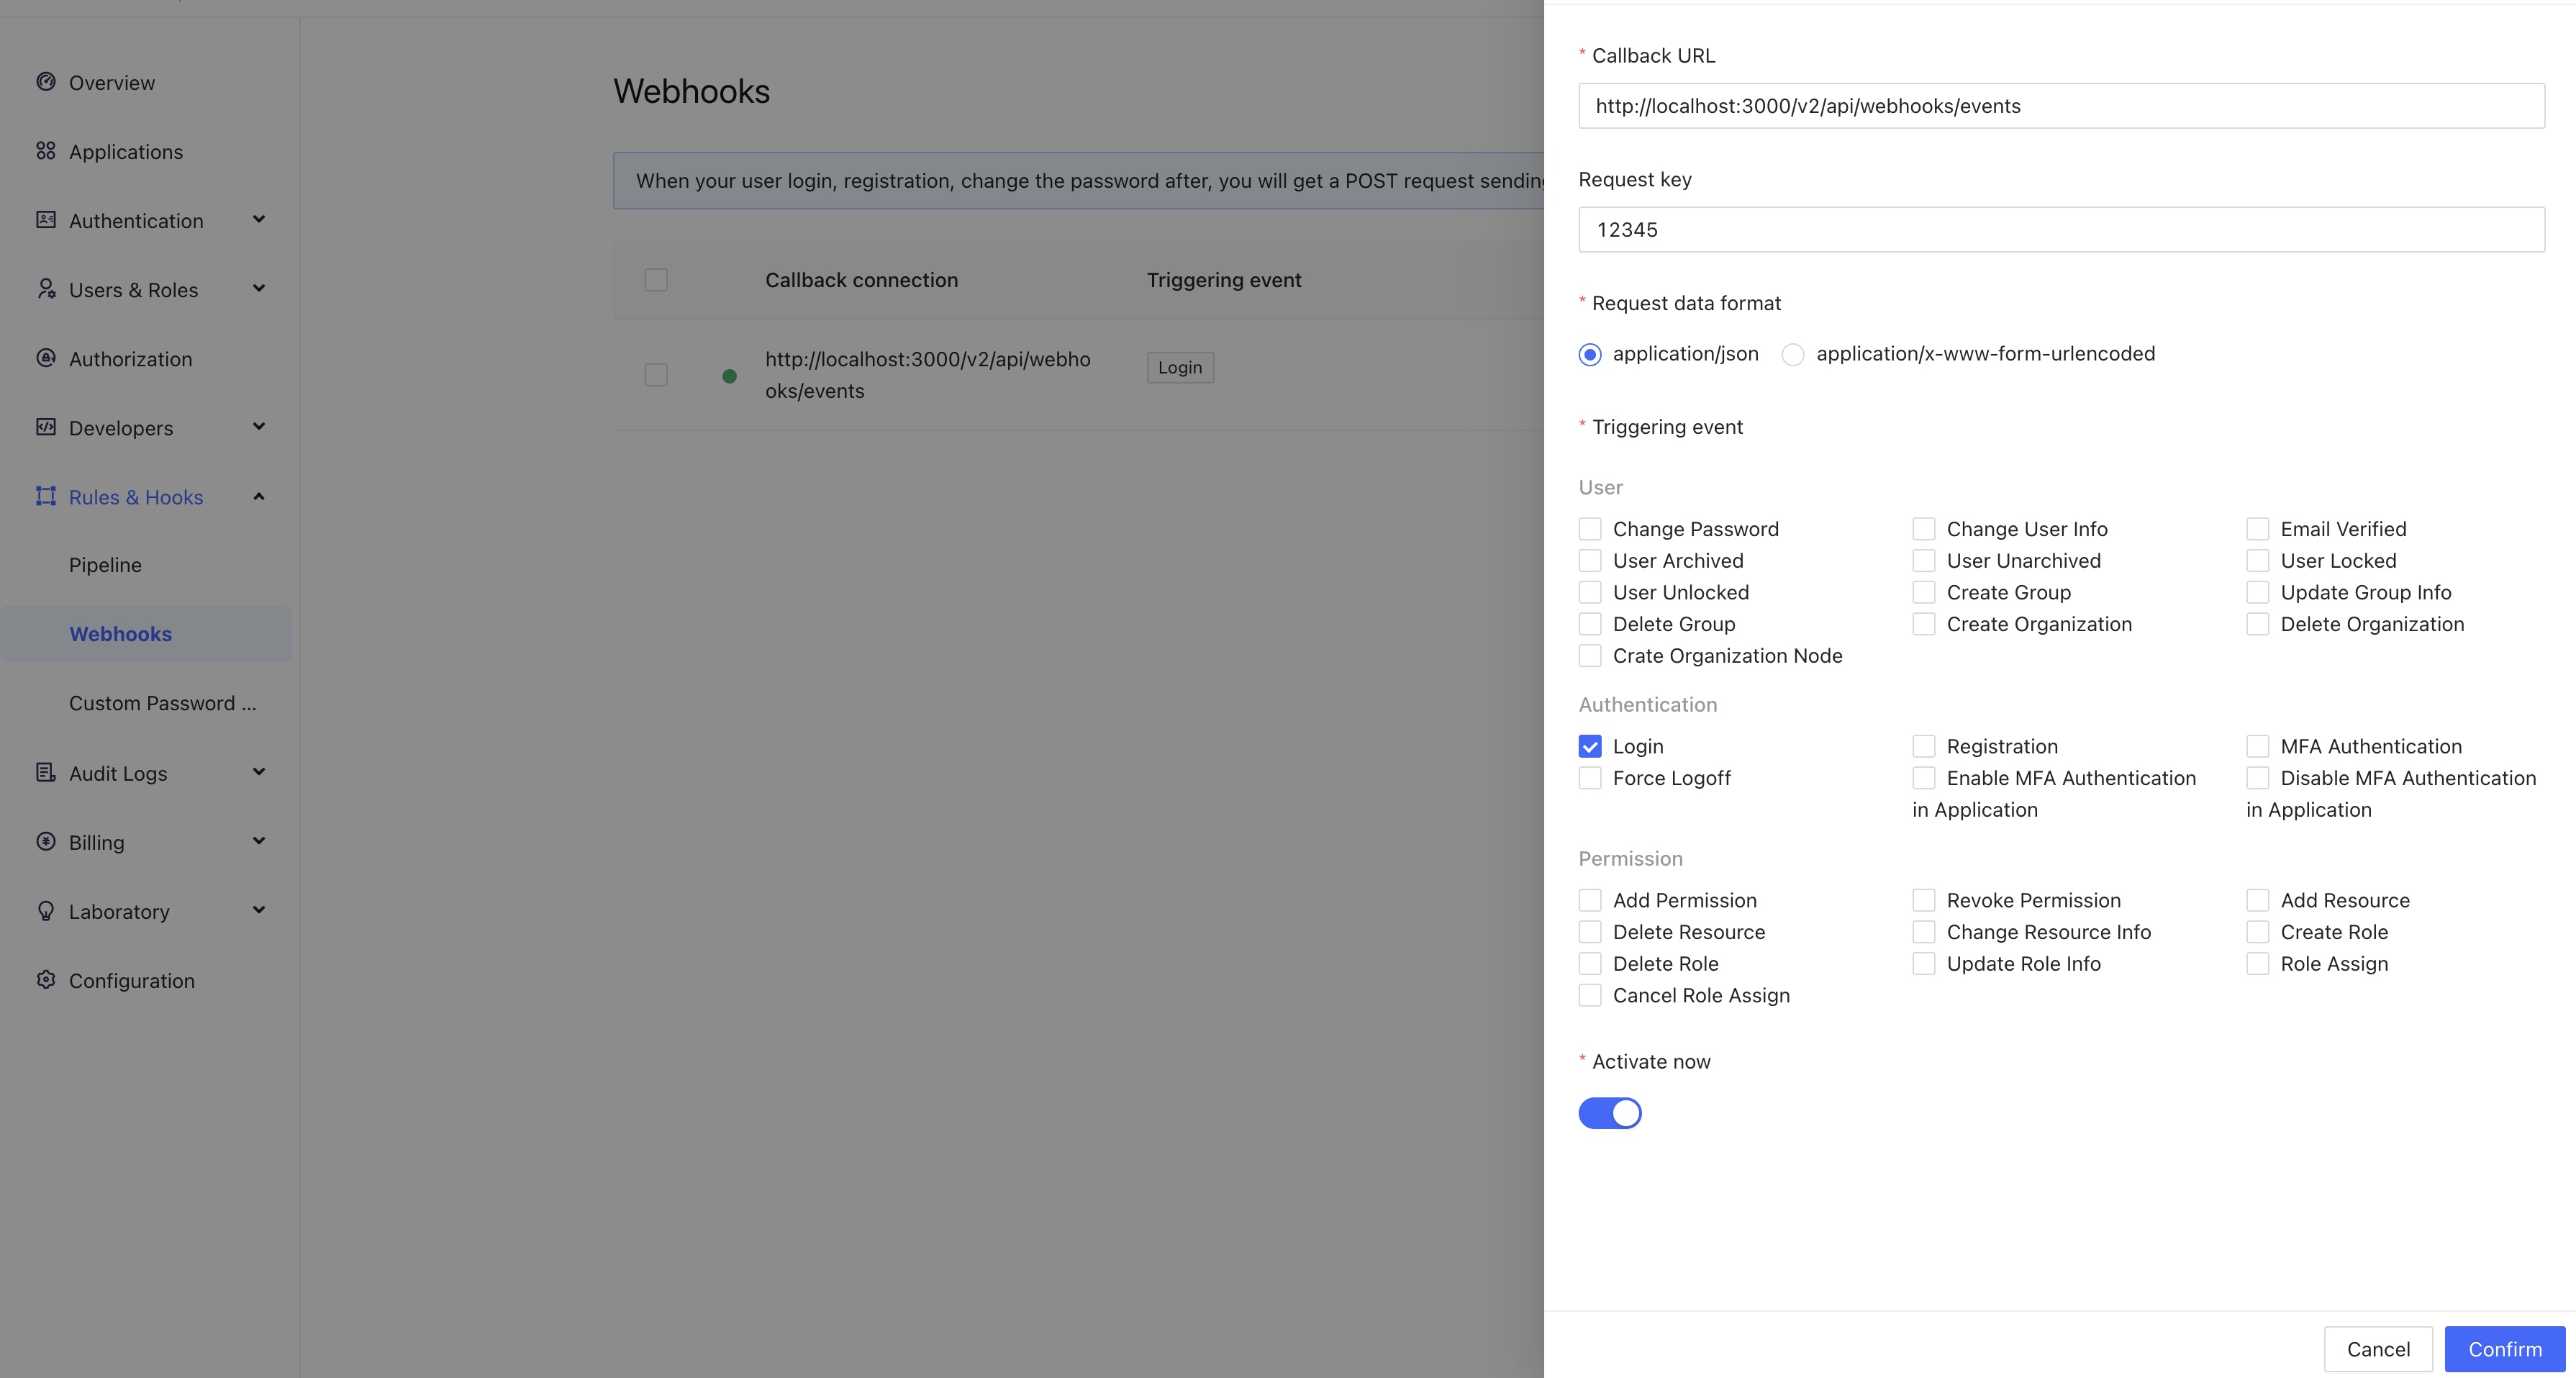 Overview
Applications
Authentication
Users & Roles
Authorization
Developers
Rules & Hooks
Pipeline
Webhooks
Custom Password ...
Audit Logs
Billing
Laboratory
Configuration
Webhooks
When your user login, registration, change the password after, you will get a POST request sending
Callback connection Triggering event
http://localhost:3000/v2/api/webho
oks/events
Login
* Callback URL
http://localhost:3000/v2/api/webhooks/events
Request key
12345
* Request data format
application/json application/x-www-form-urlencoded
* Triggering event
User
Change Password Change User Info Email Verified
User Archived User Unarchived User Locked
User Unlocked Create Group Update Group Info
Delete Group Create Organization Delete Organization
Crate Organization Node
Authentication
Login Registration MFA Authentication
Force Logoff Enable MFA Authentication Disable MFA Authentication
in Application in Application
Permission
Add Permission Revoke Permission Add Resource
Delete Resource Change Resource Info Create Role
Delete Role Update Role Info Role Assign
Cancel Role Assign
* Activate now
Cancel Confirm